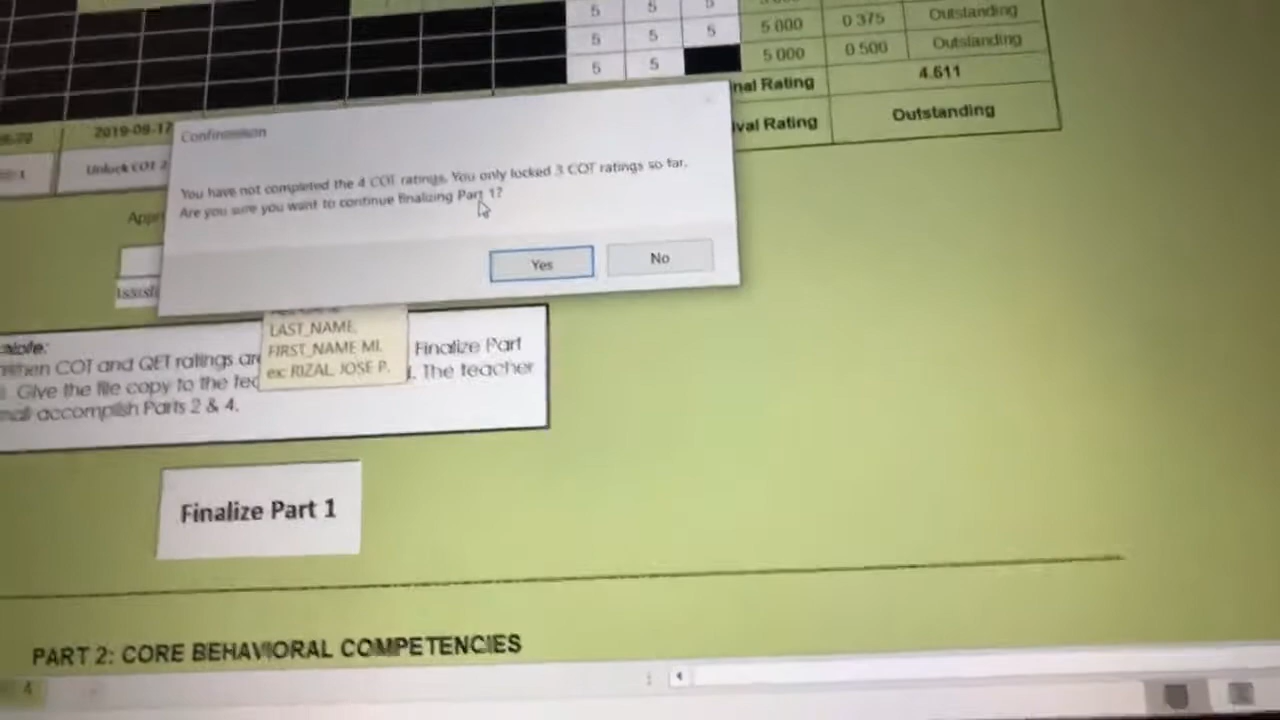 5 5 5
5 5 5 5 000 0 375 Outstanding
5 5 5 000 0 500 Outstanding
nal Rating 4.611
ival Rating Outstanding
2019-09-17
Unlock COT 2
Confirmation
You have not completed the 4 COT ratings. You only locked 3 COT ratings so far.
Are you sure you want to continue finalizing Part 1?
Yes No
LAST_NAME,
FIRST_NAME MI.
ex: RIZAL, JOSE P.
Note:
When COT and QET ratings are Finalize Part
Give the file copy to the The teacher
accomplish Parts 2 & 4.
Finalize Part 1
PART 2: CORE BEHAVIORAL COMPETENCIES
4